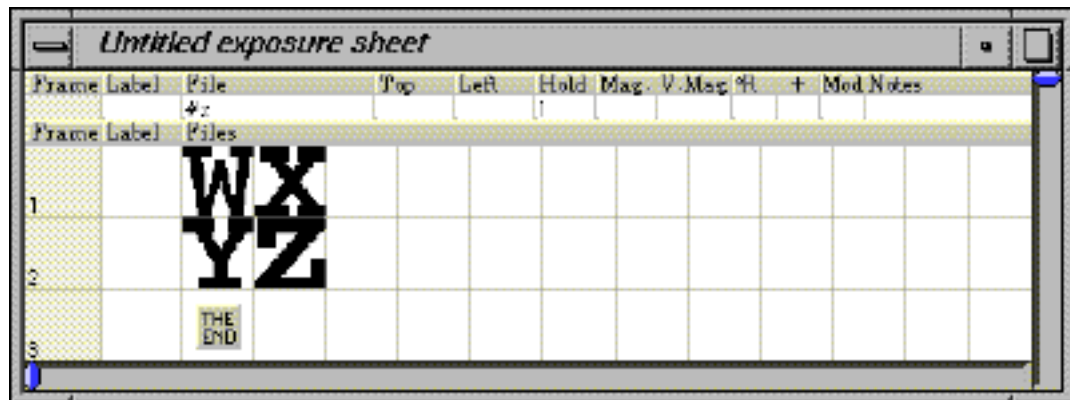 Untitled exposure sheet
Frame Label File Top Left Hold Mag. V.Mag °R + Mod Notes
#z
Frame Label Files
W X
1
Y Z
2
THE
END
3